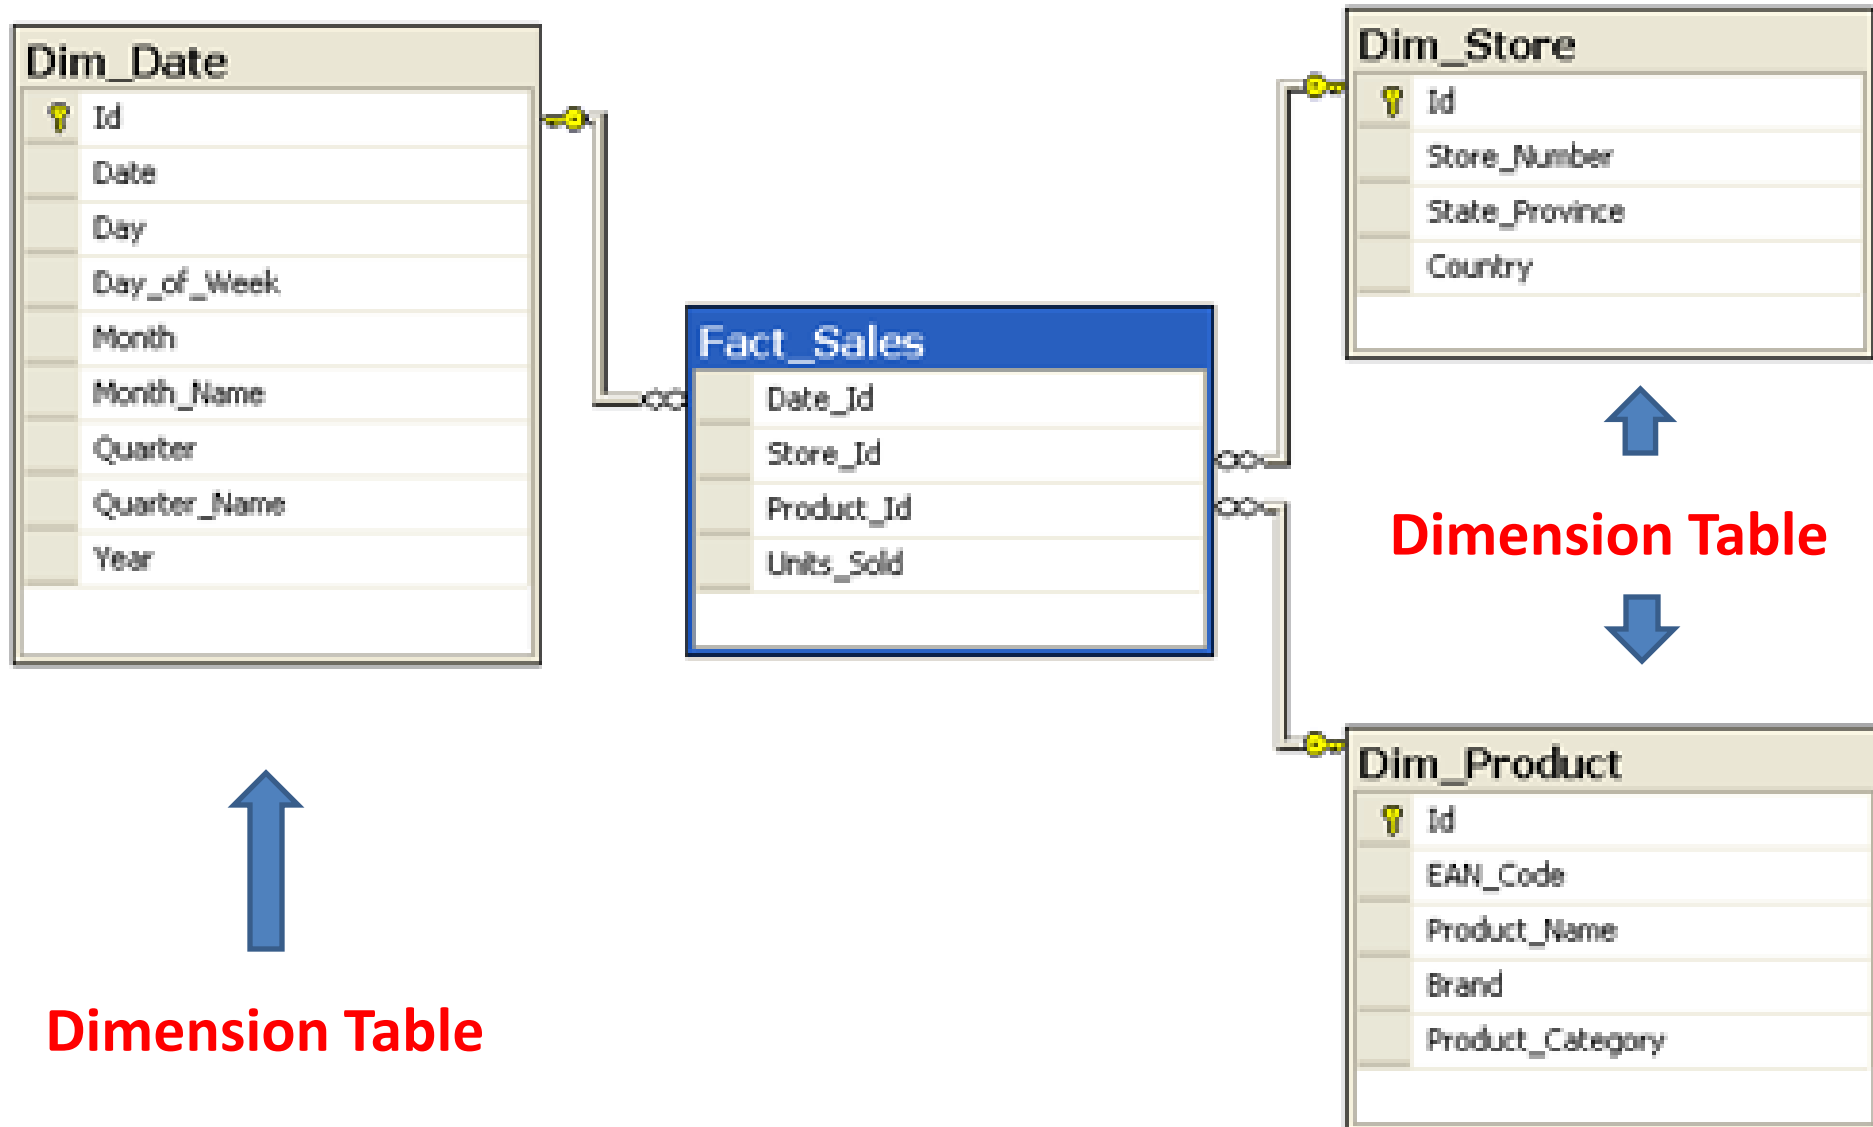 Dim_Date
Id
Date
Day
Day_of_Week
Month
Month_Name
Quarter
Quarter_Name
Year
Dimension Table
Fact_Sales
Date_Id
Store_Id
Product_Id
Units_Sold
Dim_Store
Id
Store_Number
State_Province
Country
Dimension Table
Dim_Product
Id
EAN_Code
Product_Name
Brand
Product_Category